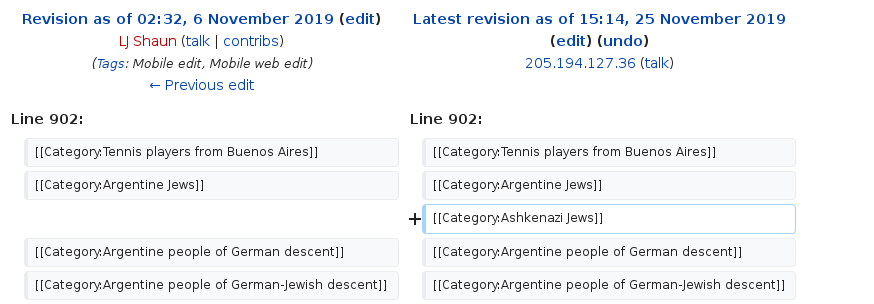 Revision as of 02:32, 6 November 2019 (edit)
LJ Shaun (talk | contribs)
(Tags: Mobile edit, Mobile web edit)
← Previous edit
Latest revision as of 15:14, 25 November 2019
(edit) (undo)
205.194.127.36 (talk)
Line 902:
Line 902:
[[Category:Tennis players from Buenos Aires]]
[[Category:Tennis players from Buenos Aires]]
[[Category:Argentine Jews]]
[[Category:Argentine Jews]]
+ [[Category:Ashkenazi Jews]]
[[Category:Argentine people of German descent]]
[[Category:Argentine people of German descent]]
[[Category:Argentine people of German-Jewish descent]]
[[Category:Argentine people of German-Jewish descent]]